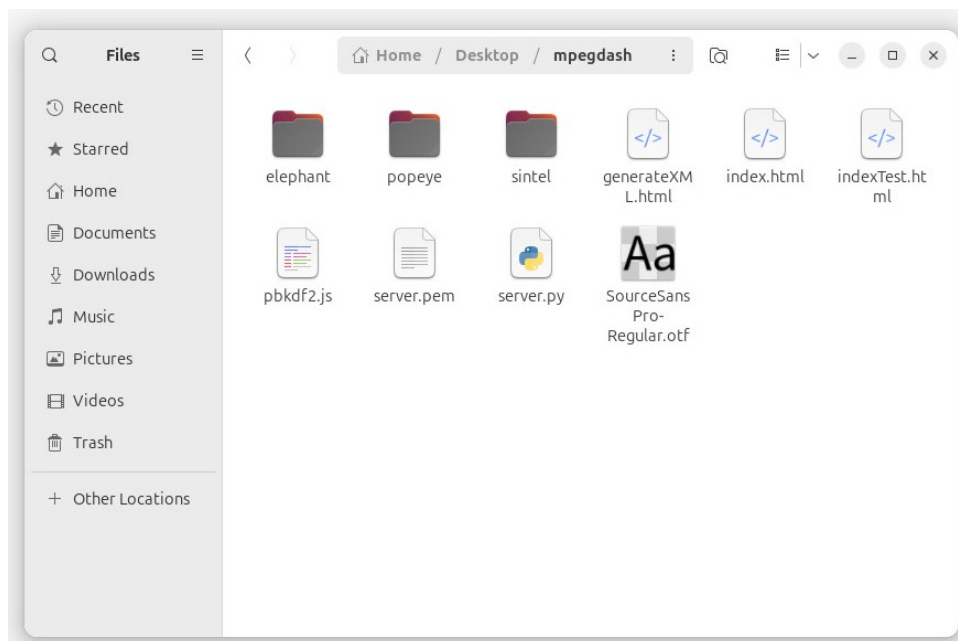 Files
Home / Desktop / mpegdash
Recent
Starred
Home
Documents
Downloads
Music
Pictures
Videos
Trash
Other Locations
elephant
popeye
sintel
generateXM
L.html
index.html
indexTest.ht
ml
pbkdf2.js
server.pem
server.py
Aa
SourceSans
Pro-
Regular.otf